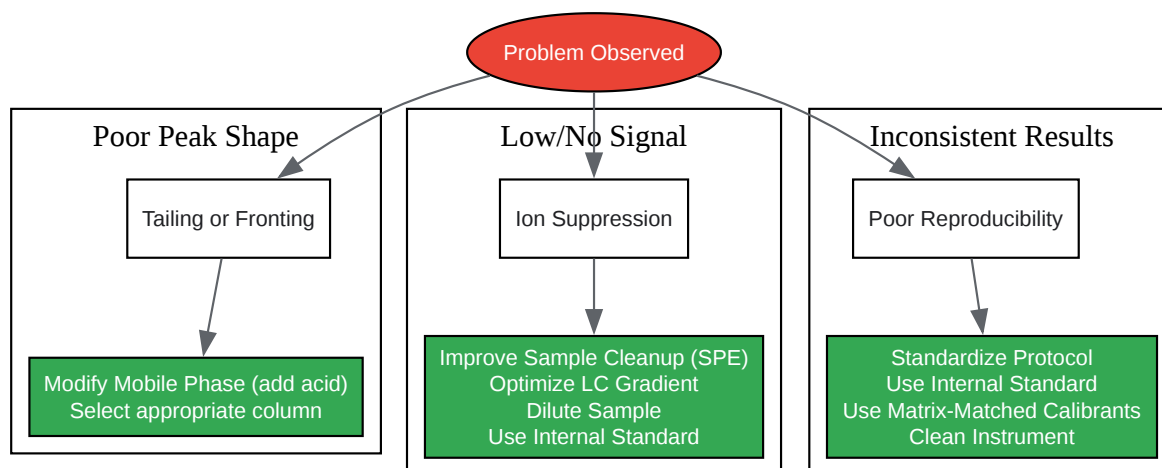 Problem Observed
Poor Peak Shape
Tailing or Fronting
Modify Mobile Phase (add acid)
Select appropriate column
Low/No Signal
Ion Suppression
Improve Sample Cleanup (SPE)
Optimize LC Gradient
Dilute Sample
Use Internal Standard
Inconsistent Results
Poor Reproducibility
Standardize Protocol
Use Internal Standard
Use Matrix-Matched Calibrants
Clean Instrument